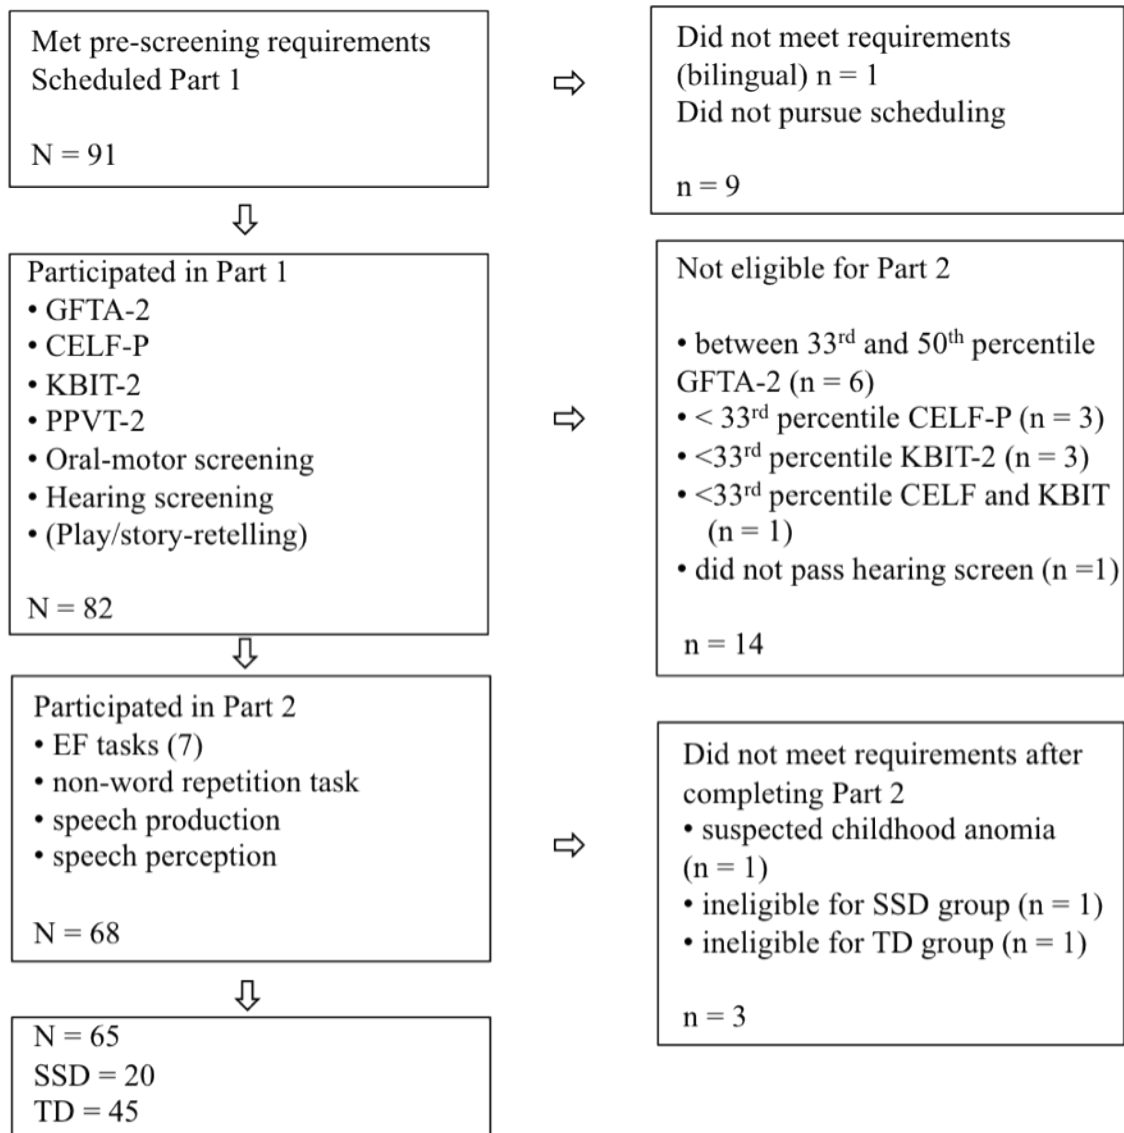 Met pre-screening requirements
Scheduled Part 1
N = 91
Did not meet requirements
(bilingual) n = 1
Did not pursue scheduling
n = 9
Participated in Part 1
• GFTA-2
• CELF-P
• KBIT-2
• PPVT-2
• Oral-motor screening
• Hearing screening
• (Play/story-retelling)
N = 82
Not eligible for Part 2
• between 33rd and 50th percentile
GFTA-2 (n = 6)
• < 33rd percentile CELF-P (n = 3)
• <33rd percentile KBIT-2 (n = 3)
• <33rd percentile CELF and KBIT
(n = 1)
• did not pass hearing screen (n =1)
n = 14
Participated in Part 2
• EF tasks (7)
• non-word repetition task
• speech production
• speech perception
N = 68
Did not meet requirements after
completing Part 2
• suspected childhood anomia
(n = 1)
• ineligible for SSD group (n = 1)
• ineligible for TD group (n = 1)
n = 3
N = 65
SSD = 20
TD = 45